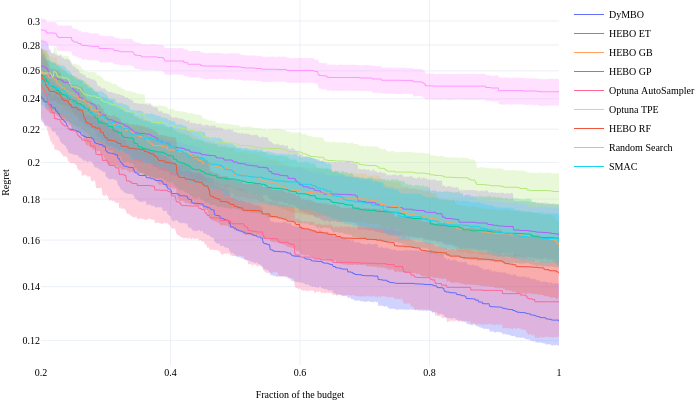 0.3
0.28
0.26
0.24
0.22
0.2
0.18
0.16
0.14
0.12
Regret
0.2
0.4
0.6
0.8
1
Fraction of the budget
DyMBO
HEBO ET
HEBO GB
HEBO GP
Optuna AutoSampler
Optuna TPE
HEBO RF
Random Search
SMAC